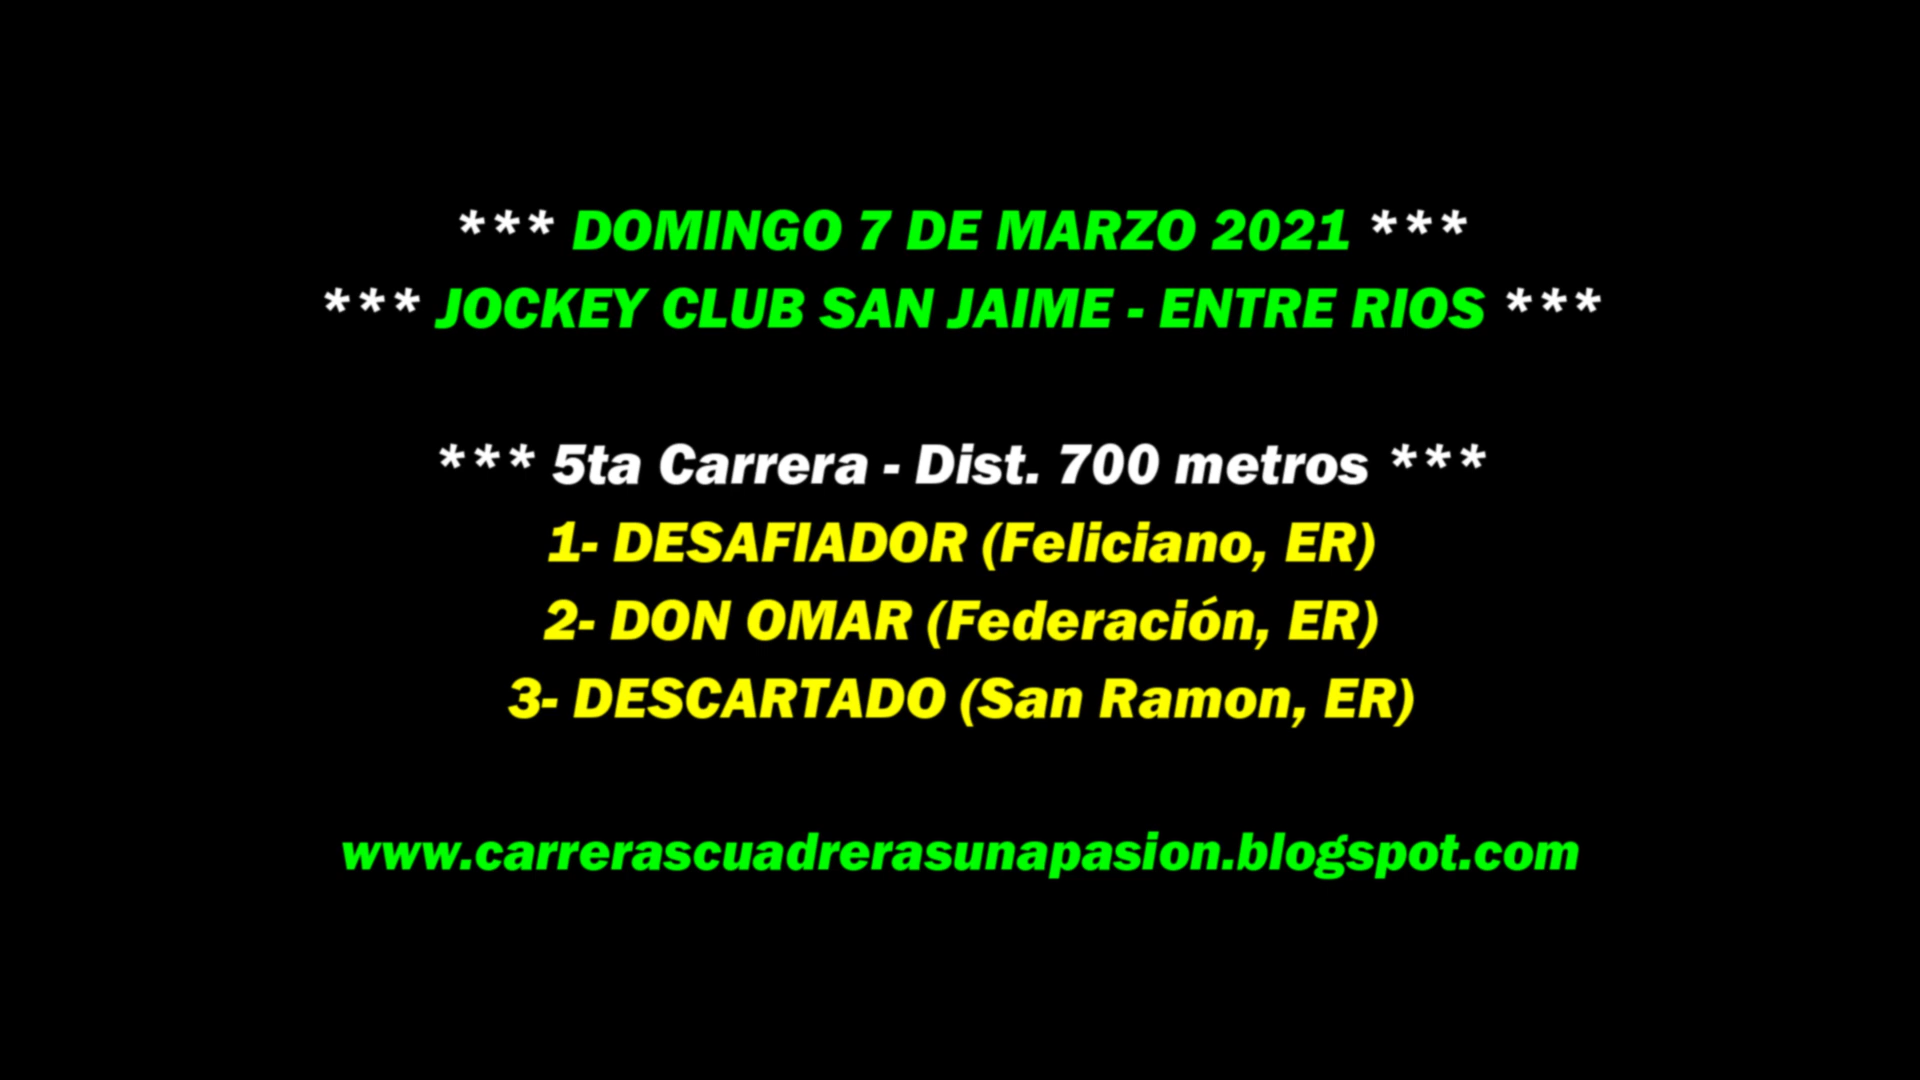 *** DOMINGO 7 DE MARZO 2021 ***
*** JOCKEY CLUB SAN JAIME - ENTRE RIOS ***
*** 5ta Carrera - Dist. 700 metros ***
1- DESAFIADOR (Feliciano, ER)
2- DON OMAR (Federación, ER)
3- DESCARTADO (San Ramon, ER)
www.carrerascuadrerasunapasion.blogspot.com